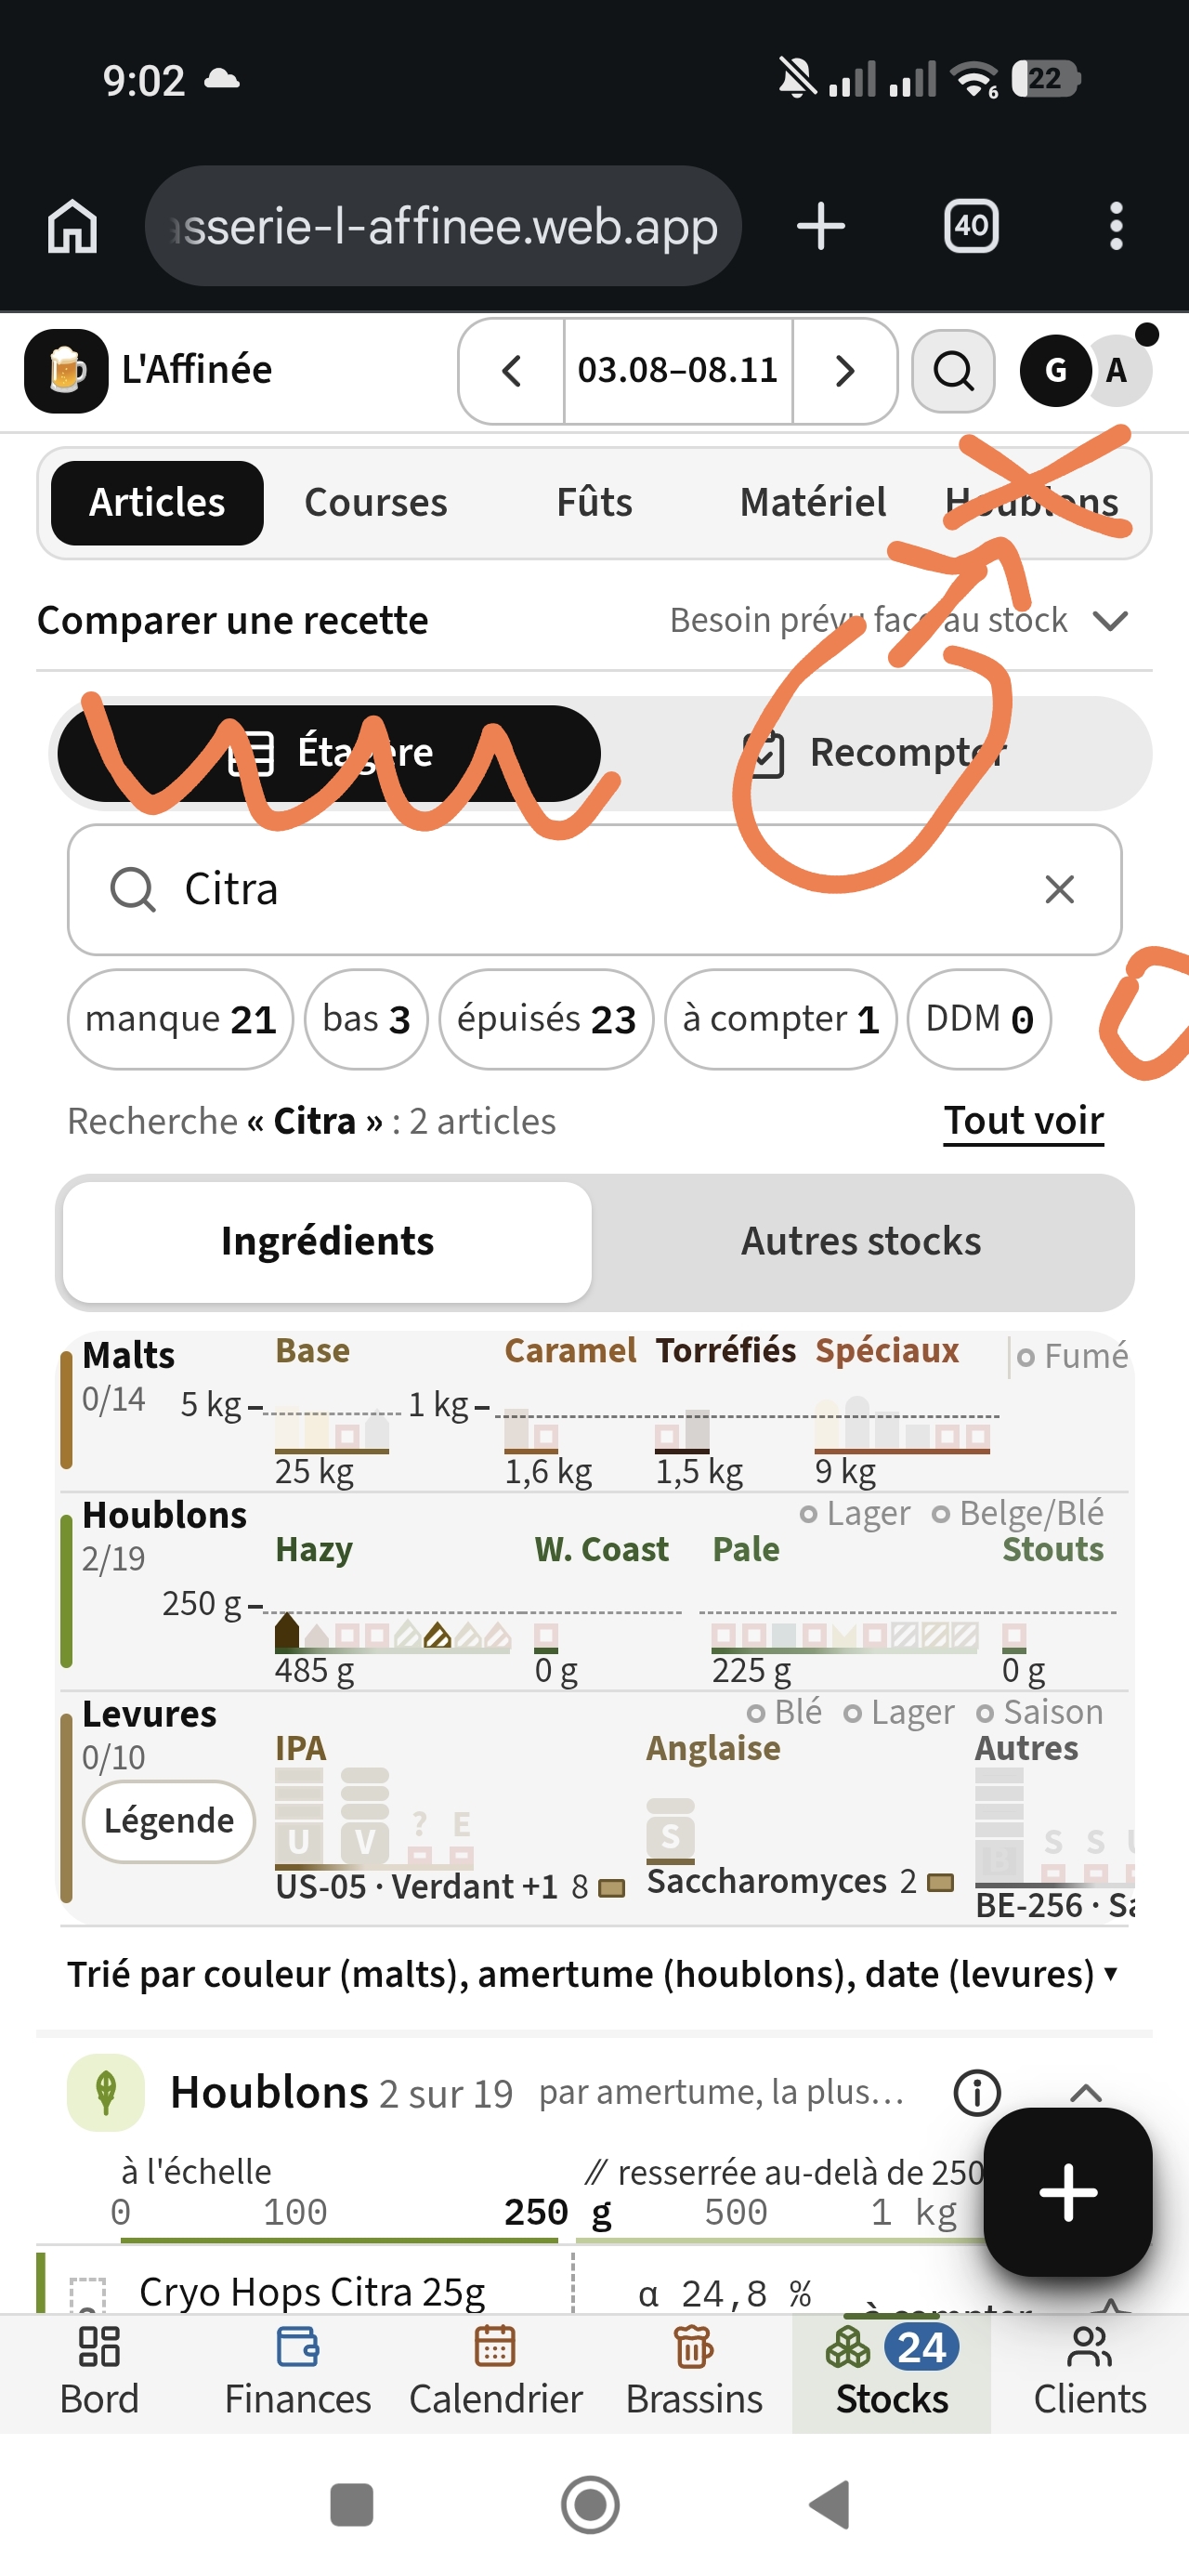 9:02
6
22
asserie-l-affinee.web.app
40
L'Affinée
03.08–08.11
G
A
Articles
Courses
Fûts
Matériel
Houblons
Comparer une recette
Besoin prévu face au stock
Étagère
Recompter
Citra
manque 21
bas 3
épuisés 23
à compter 1
DDM 0
Recherche « Citra » : 2 articles
Tout voir
Ingrédients
Autres stocks
Malts
0/14
Base
Caramel
Torréfiés
Spéciaux
Fumé
5 kg
1 kg
25 kg
1,6 kg
1,5 kg
9 kg
Houblons
2/19
Lager
Belge/Blé
Hazy
W. Coast
Pale
Stouts
250 g
485 g
0 g
225 g
0 g
Levures
0/10
Légende
Blé
Lager
Saison
IPA
Anglaise
Autres
U
V
?
E
S
B
S
S
US-05 · Verdant +1 8
Saccharomyces 2
BE-256 · Sa
Trié par couleur (malts), amertume (houblons), date (levures) ▾
Houblons 2 sur 19 par amertume, la plus…
à l'échelle
// resserrée au-delà de 250
0 100 250 g 500 1 kg
Cryo Hops Citra 25g
α 24,8 %
à compter
Bord
Finances
Calendrier
Brassins
24
Stocks
Clients